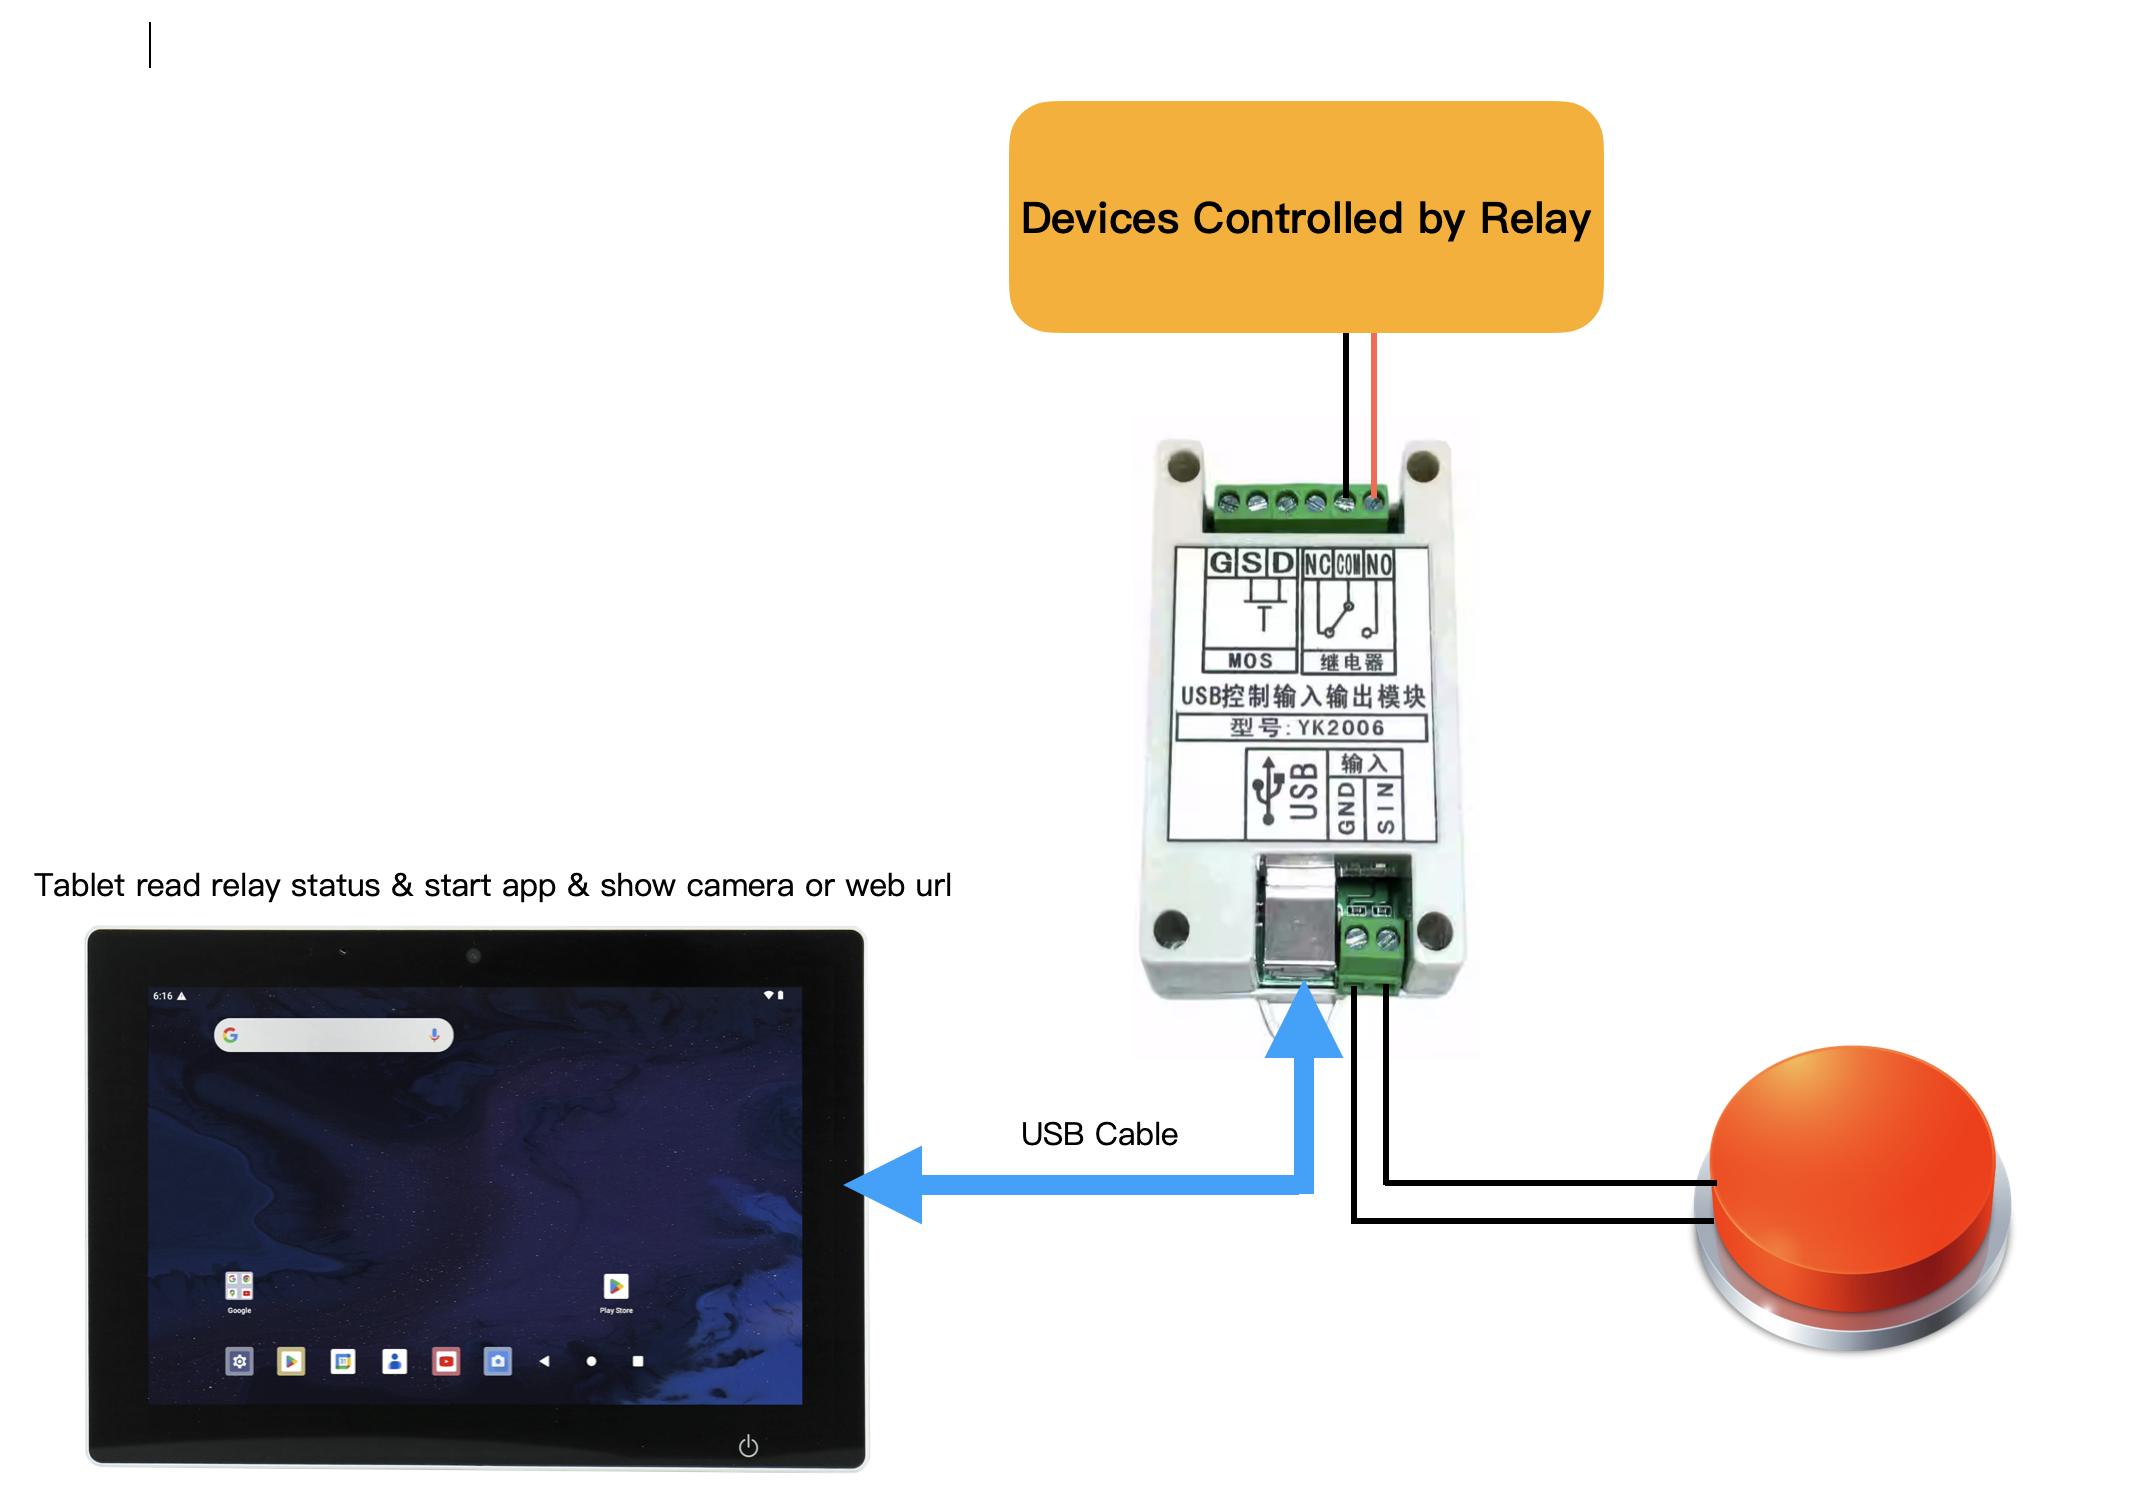 Devices Controlled by Relay
G S D NC COM NO
MOS 继电器
USB控制输入输出模块
型号:YK2006
USB 输入
GND SIN
Tablet read relay status & start app & show camera or web url
6:16
USB Cable
Google
Play Store